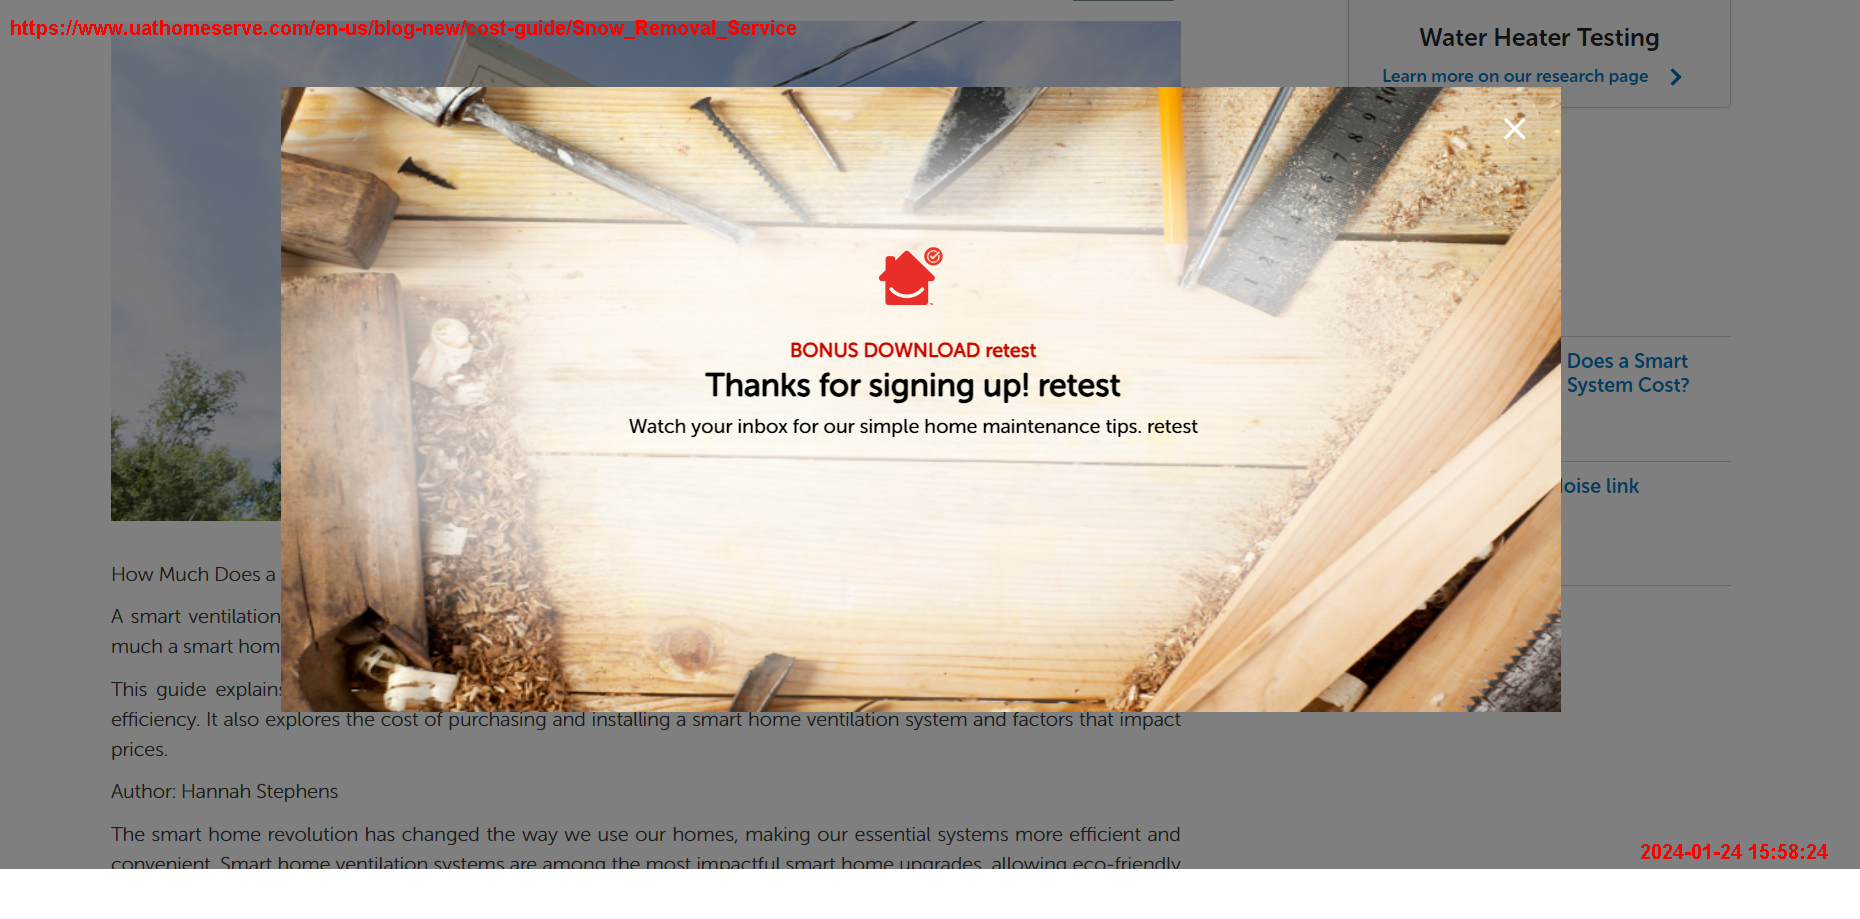 https://www.uathomeserve.com/en-us/blog-new/cost-guide/Snow_Removal_Service
Water Heater Testing
Learn more on our research page
BONUS DOWNLOAD retest
Thanks for signing up! retest
Watch your inbox for our simple home maintenance tips. retest
Does a Smart
System Cost?
oise link
How Much Does a
A smart ventilation
much a smart hom
This guide explains
efficiency. It also explores the cost of purchasing and installing a smart home ventilation system and factors that impact
prices.
Author: Hannah Stephens
The smart home revolution has changed the way we use our homes, making our essential systems more efficient and
convenient. Smart home ventilation systems are among the most impactful smart home upgrades, allowing eco-friendly
2024-01-24 15:58:24